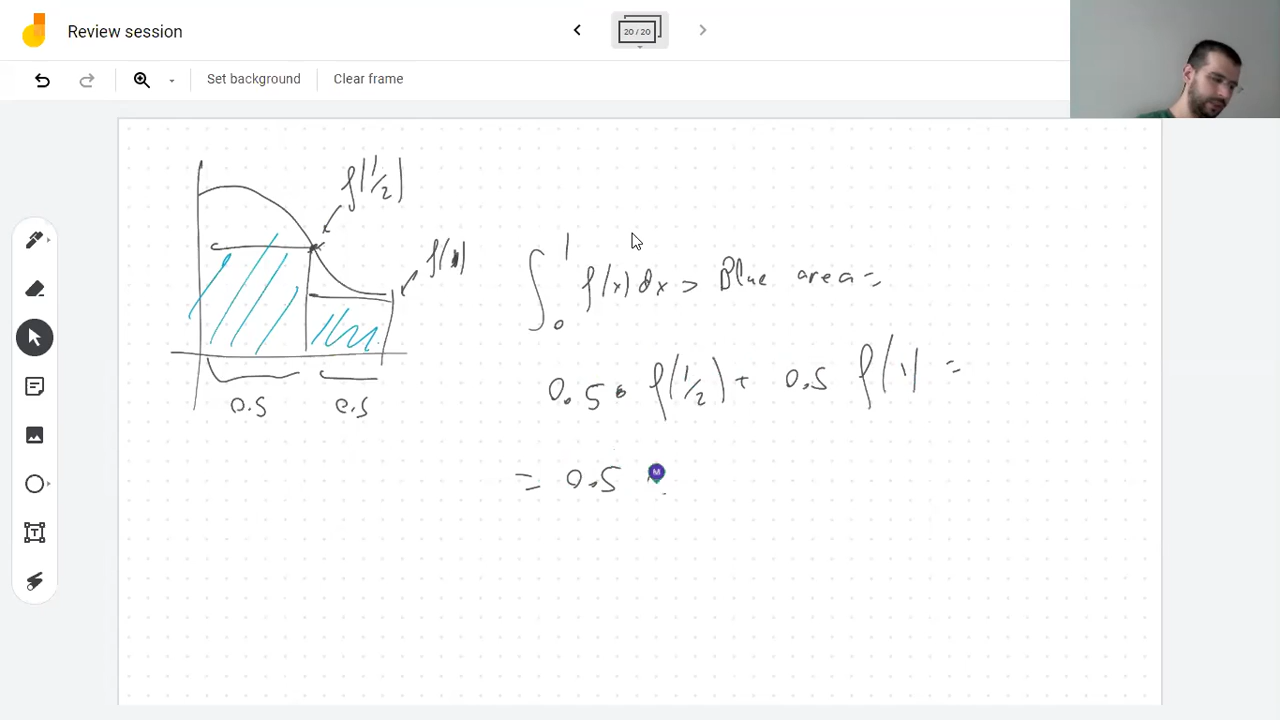 Review session
20 / 20
Set background
Clear frame
f(1/2)
f(1)
0.5
0.5
∫₀¹ f(x) dx > Blue area =
0.5 • f(1/2) + 0.5 f(1) =
= 0.5
M